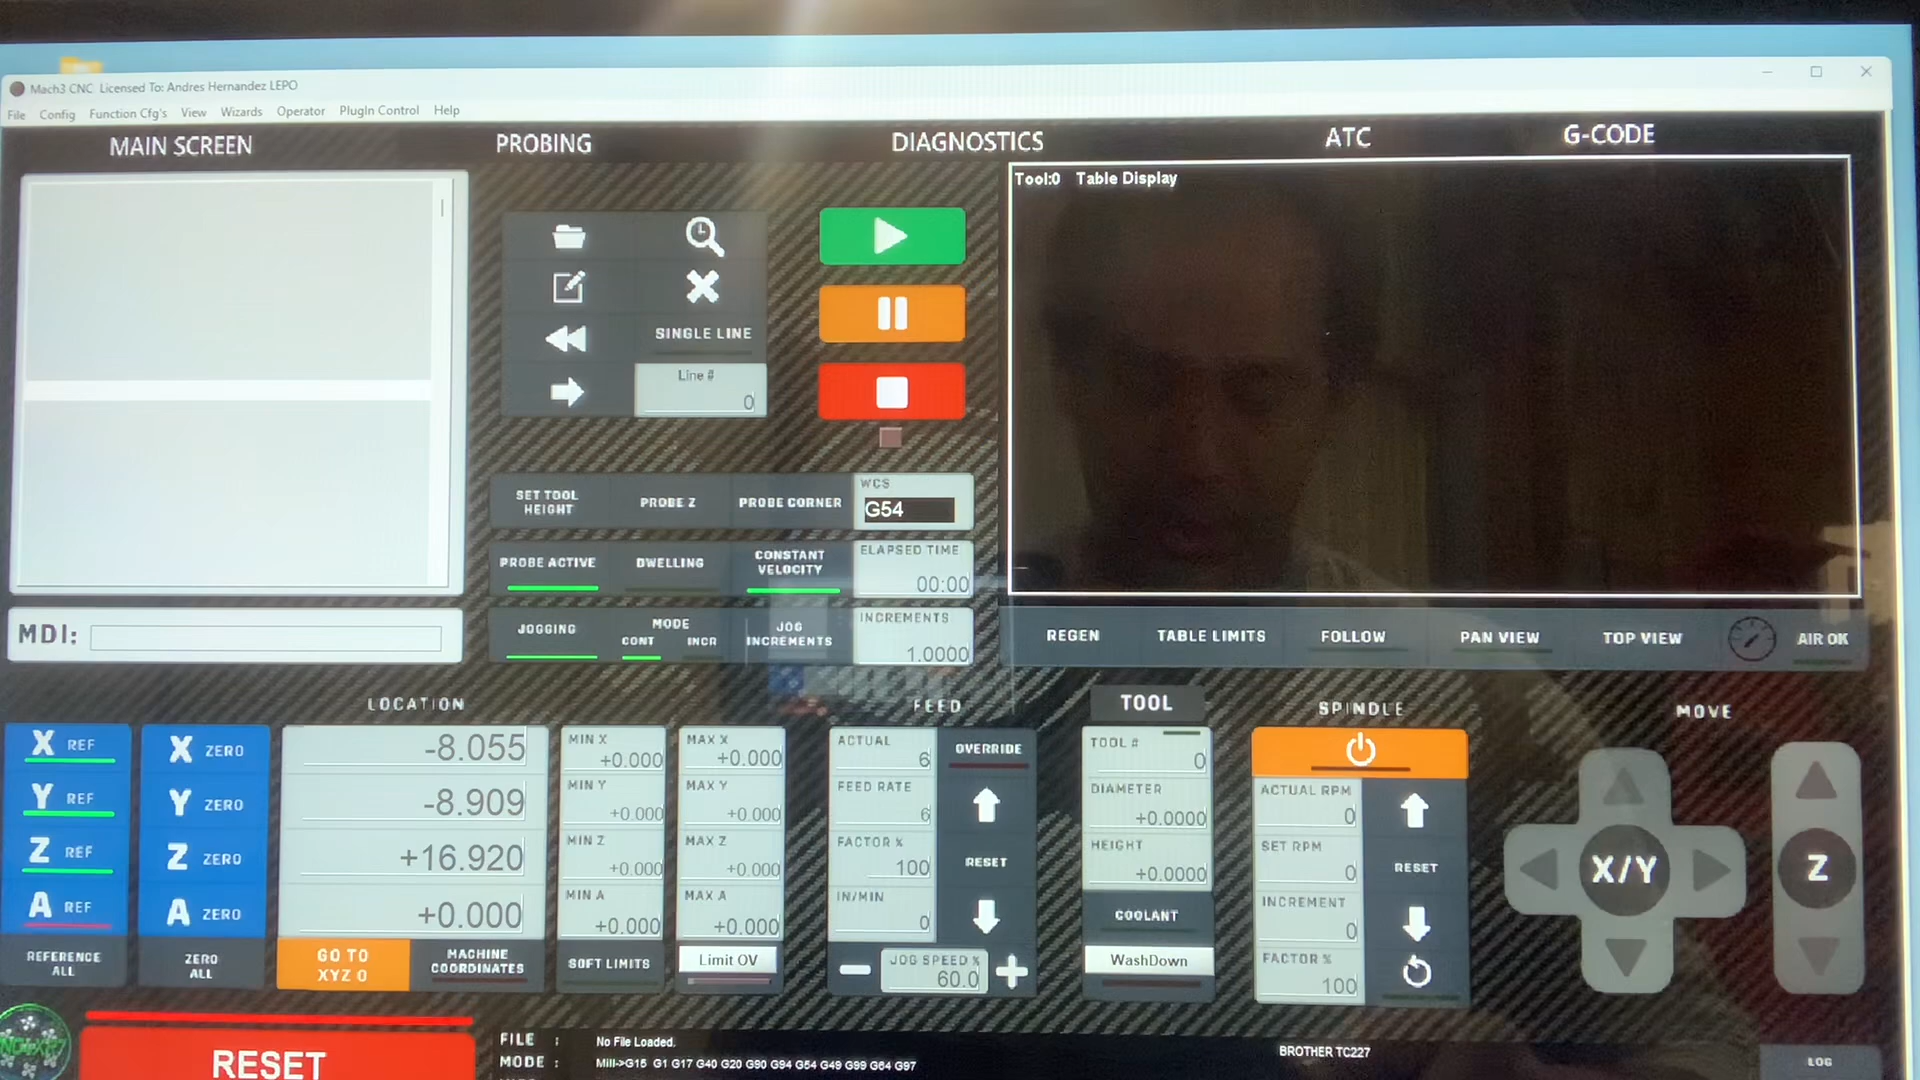 Mach3 CNC Licensed To: Andres Hernandez LEPO
File Config Function Cfg's View Wizards Operator PlugIn Control Help
MAIN SCREEN PROBING DIAGNOSTICS ATC G-CODE
Tool:0 Table Display
SINGLE LINE
Line #
0
SET TOOL HEIGHT PROBE Z PROBE CORNER
WCS
G54
PROBE ACTIVE DWELLING CONSTANT VELOCITY
ELAPSED TIME
00:00
JOGGING MODE CONT INCR JOG INCREMENTS
INCREMENTS
1.0000
MDI:
REGEN TABLE LIMITS FOLLOW PAN VIEW TOP VIEW AIR OK
LOCATION FEED TOOL SPINDLE MOVE
X REF X ZERO -8.055
MIN X +0.000
MAX X +0.000
Y REF Y ZERO -8.909
MIN Y +0.000
MAX Y +0.000
Z REF Z ZERO +16.920
MIN Z +0.000
MAX Z +0.000
A REF A ZERO +0.000
MIN A +0.000
MAX A +0.000
REFERENCE ALL
ZERO ALL
GO TO XYZ 0
MACHINE COORDINATES
SOFT LIMITS
Limit OV
ACTUAL 6
OVERRIDE
FEED RATE 6
FACTOR % 100
RESET
IN/MIN 0
JOG SPEED %
60.0
TOOL # 0
DIAMETER +0.0000
HEIGHT +0.0000
COOLANT
WashDown
ACTUAL RPM 0
SET RPM 0
RESET
INCREMENT 0
FACTOR % 100
X/Y
Z
RESET
FILE : No File Loaded.
MODE : Mill->G15 G1 G17 G40 G20 G90 G94 G54 G49 G99 G64 G97
BROTHER TC227
LOG